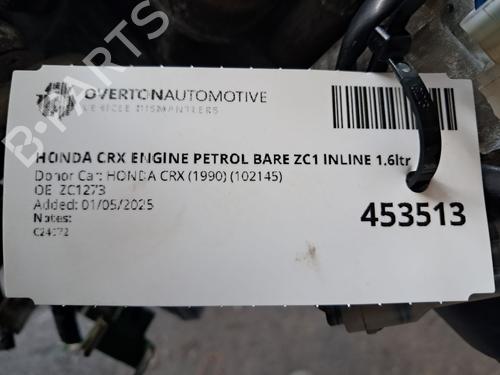 OVERTONAUTOMOTIVE
VEHICLE DISMANTLERS
HONDA CRX ENGINE PETROL BARE ZC1 INLINE 1.6ltr
Donor Car: HONDA CRX (1990) (102145)
OE: ZC1273
Added: 01/05/2025
453513
Notes:
B-PARTS